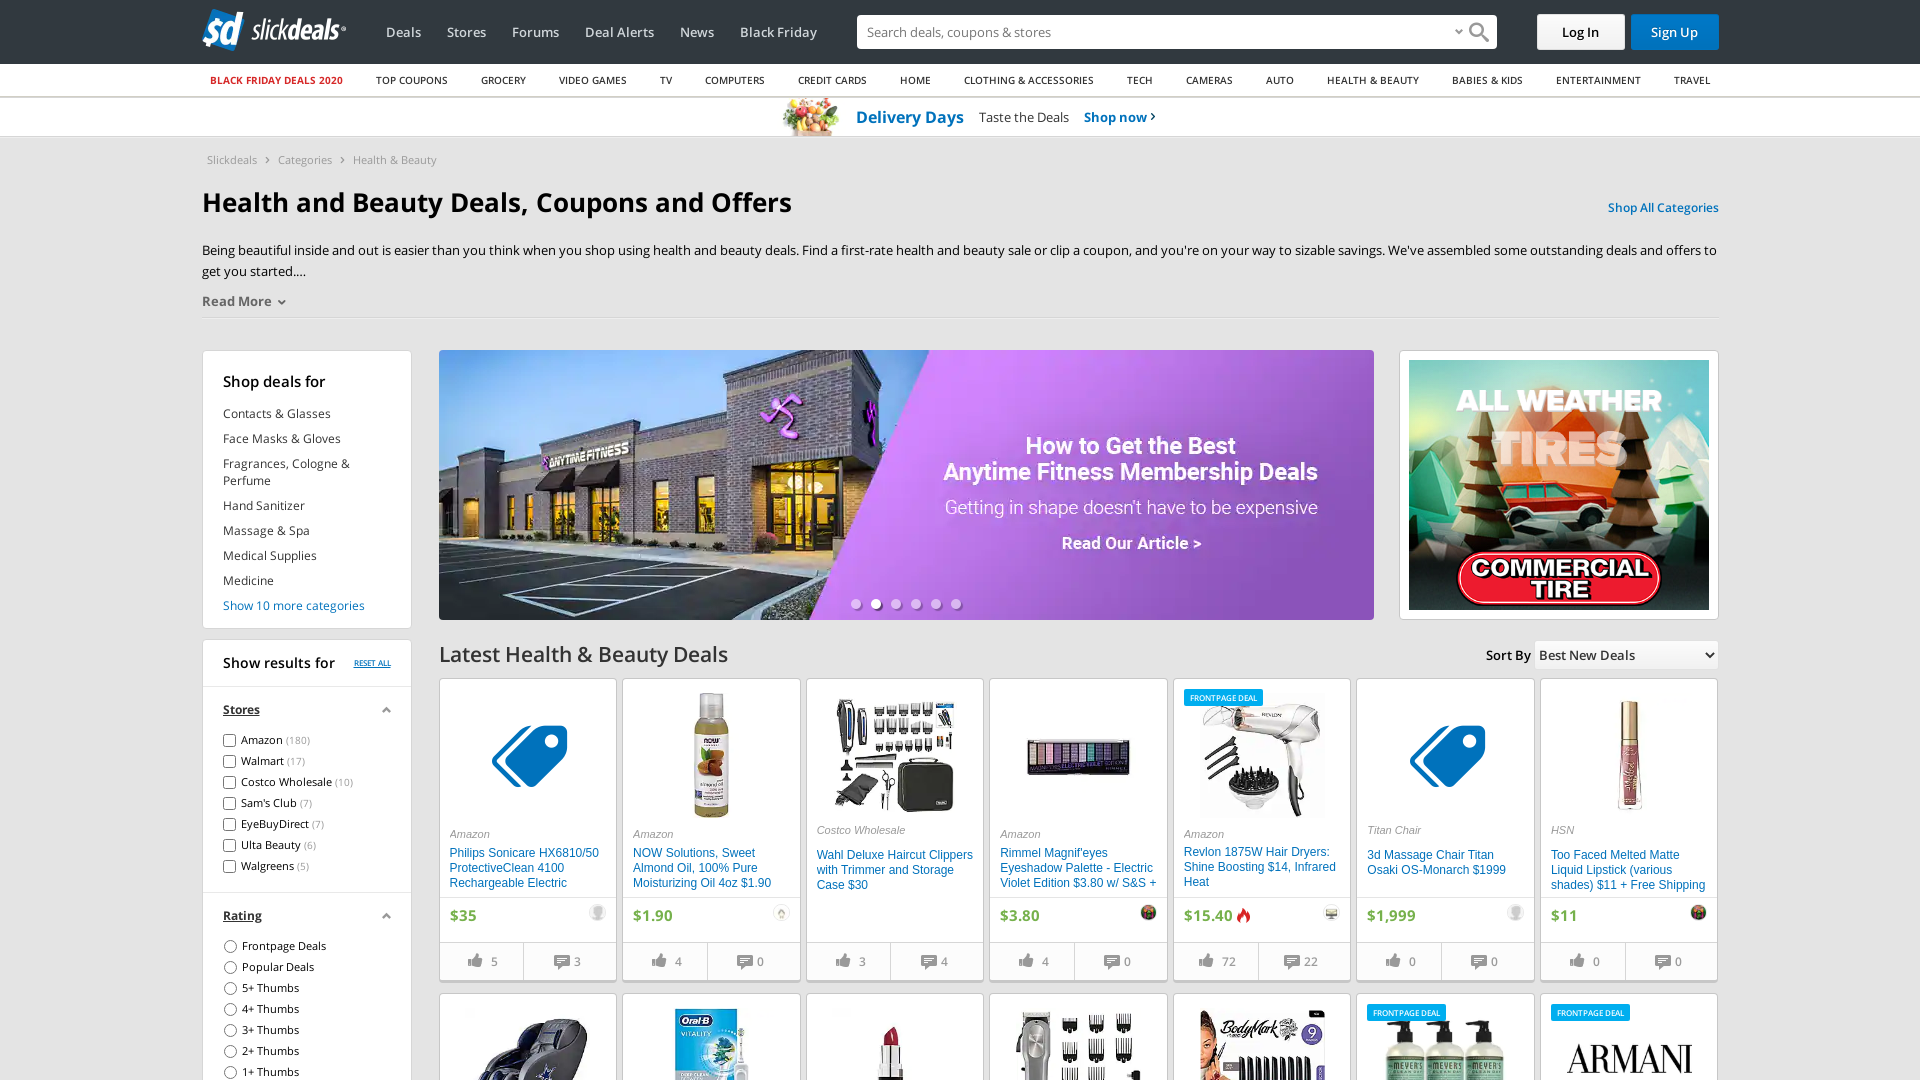 slickdeals
Deals
Stores
Forums
Deal Alerts
News
Black Friday
Search deals, coupons & stores
Log In
Sign Up
BLACK FRIDAY DEALS 2020
TOP COUPONS
GROCERY
VIDEO GAMES
TV
COMPUTERS
CREDIT CARDS
HOME
CLOTHING & ACCESSORIES
TECH
CAMERAS
AUTO
HEALTH & BEAUTY
BABIES & KIDS
ENTERTAINMENT
TRAVEL
Delivery Days Taste the Deals Shop now
Slickdeals > Categories > Health & Beauty
Health and Beauty Deals, Coupons and Offers
Shop All Categories
Being beautiful inside and out is easier than you think when you shop using health and beauty deals. Find a first-rate health and beauty sale or clip a coupon, and you're on your way to sizable savings. We've assembled some outstanding deals and offers to
get you started.…
Read More
Shop deals for
Contacts & Glasses
Face Masks & Gloves
Fragrances, Cologne &
Perfume
Hand Sanitizer
Massage & Spa
Medical Supplies
Medicine
Show 10 more categories
ANYTIME FITNESS
How to Get the Best
Anytime Fitness Membership Deals
Getting in shape doesn't have to be expensive
Read Our Article >
ALL WEATHER
TIRES
COMMERCIAL
TIRE
Show results for
RESET ALL
Stores
Amazon (180)
Walmart (17)
Costco Wholesale (10)
Sam's Club (7)
EyeBuyDirect (7)
Ulta Beauty (6)
Walgreens (5)
Rating
Frontpage Deals
Popular Deals
5+ Thumbs
4+ Thumbs
3+ Thumbs
2+ Thumbs
1+ Thumbs
Latest Health & Beauty Deals
Sort By Best New Deals
Amazon
Philips Sonicare HX6810/50
ProtectiveClean 4100
Rechargeable Electric
$35
5
3
now
Amazon
NOW Solutions, Sweet
Almond Oil, 100% Pure
Moisturizing Oil 4oz $1.90
$1.90
4
0
Costco Wholesale
Wahl Deluxe Haircut Clippers
with Trimmer and Storage
Case $30
3
4
Amazon
Rimmel Magnif'eyes
Eyeshadow Palette - Electric
Violet Edition $3.80 w/ S&S +
$3.80
4
0
FRONTPAGE DEAL
REVLON
Amazon
Revlon 1875W Hair Dryers:
Shine Boosting $14, Infrared
Heat
$15.40
72
22
Titan Chair
3d Massage Chair Titan
Osaki OS-Monarch $1999
$1,999
0
0
HSN
Too Faced Melted Matte
Liquid Lipstick (various
shades) $11 + Free Shipping
$11
0
0
Oral-B
VITALITY
BodyMark
9
FRONTPAGE DEAL
MEYER'S MEYER'S MEYER'S
FRONTPAGE DEAL
ARMANI